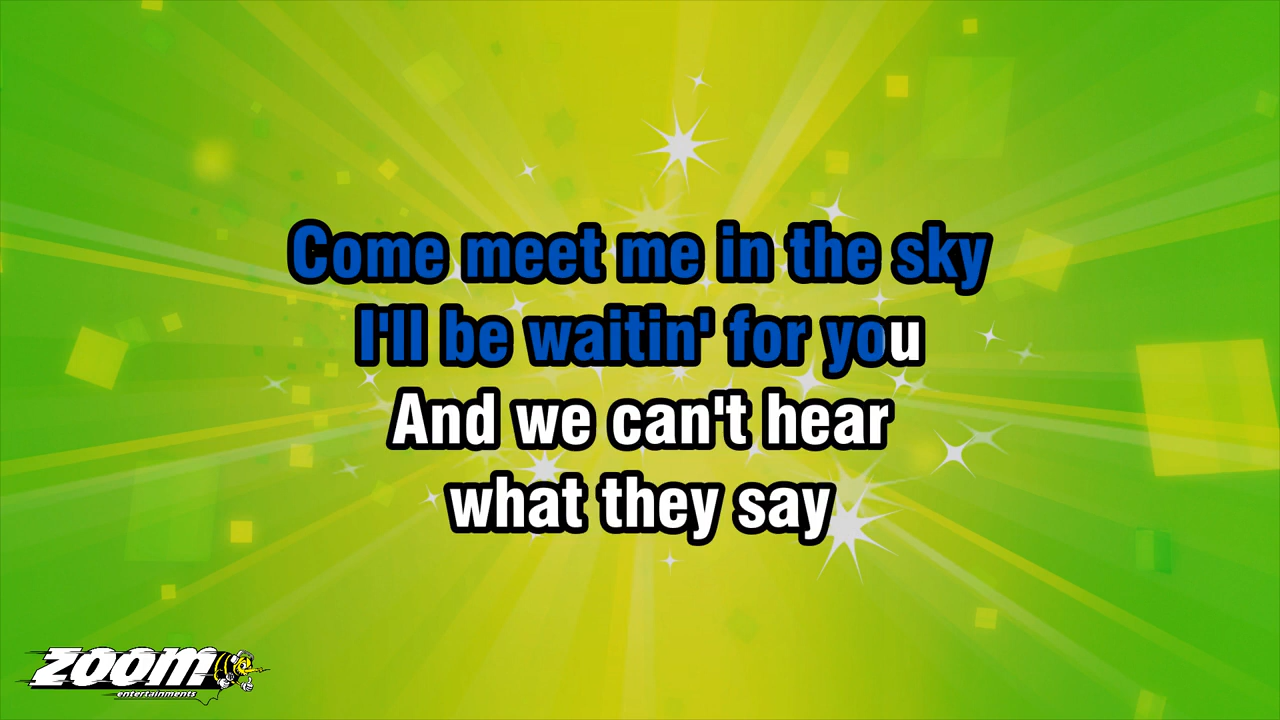 Come meet me in the sky
I'll be waitin' for you
And we can't hear
what they say
ZOOM
entertainments